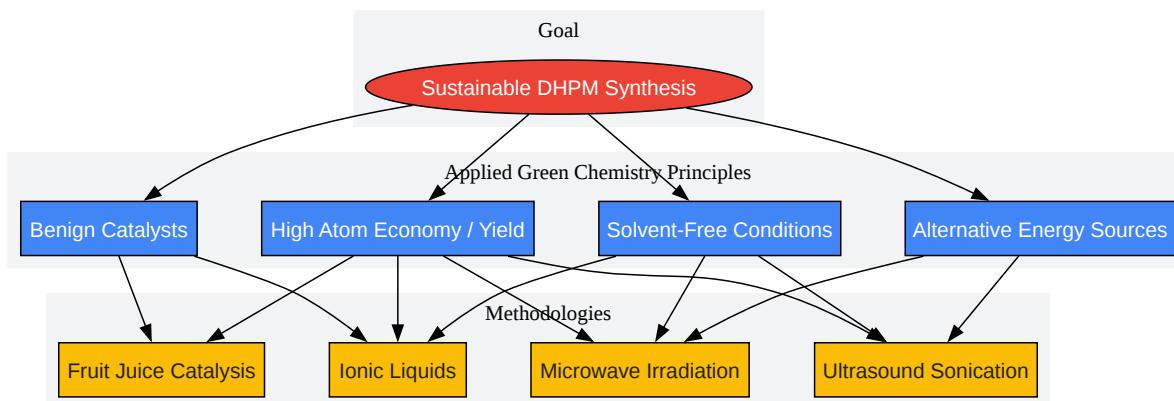 Goal
Sustainable DHPM Synthesis
Applied Green Chemistry Principles
Benign Catalysts
High Atom Economy / Yield
Solvent-Free Conditions
Alternative Energy Sources
Methodologies
Fruit Juice Catalysis
Ionic Liquids
Microwave Irradiation
Ultrasound Sonication